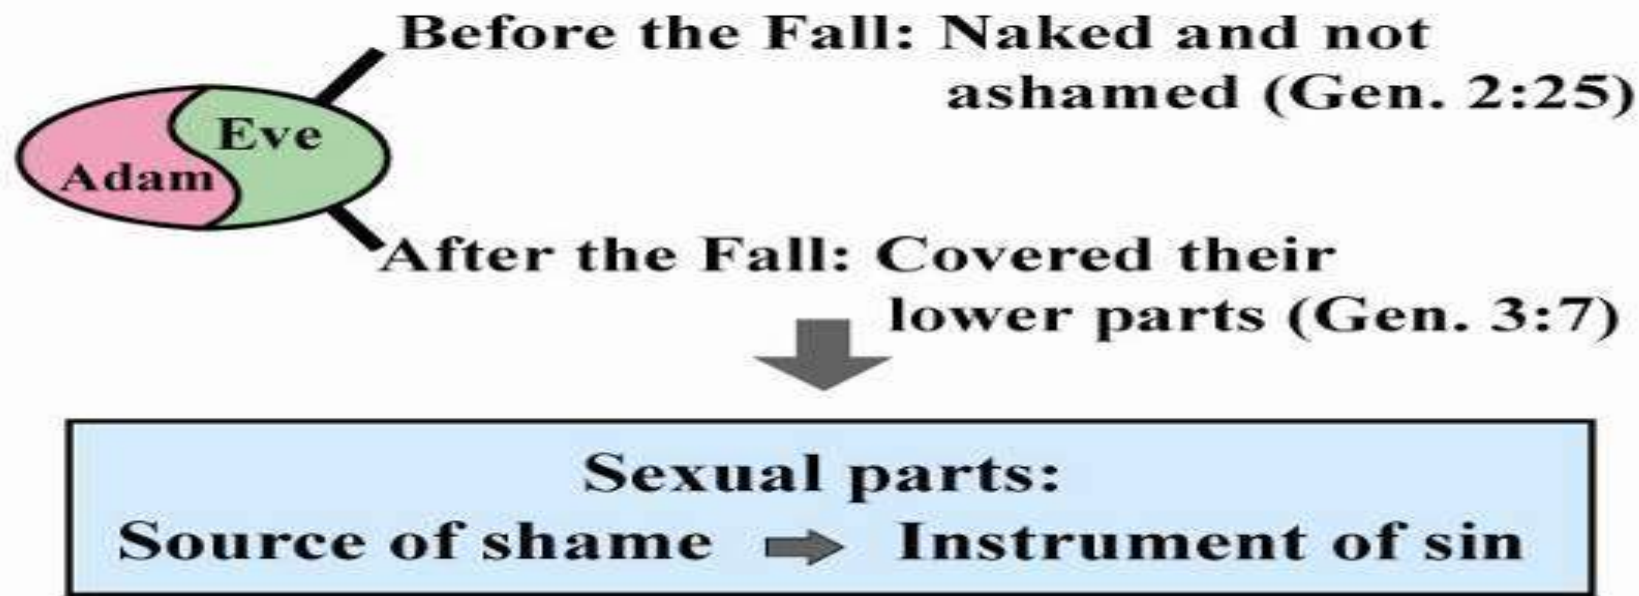 Before the Fall: Naked and not
ashamed (Gen. 2:25)
Eve
Adam
After the Fall: Covered their
lower parts (Gen. 3:7)
Sexual parts:
Source of shame Instrument of sin